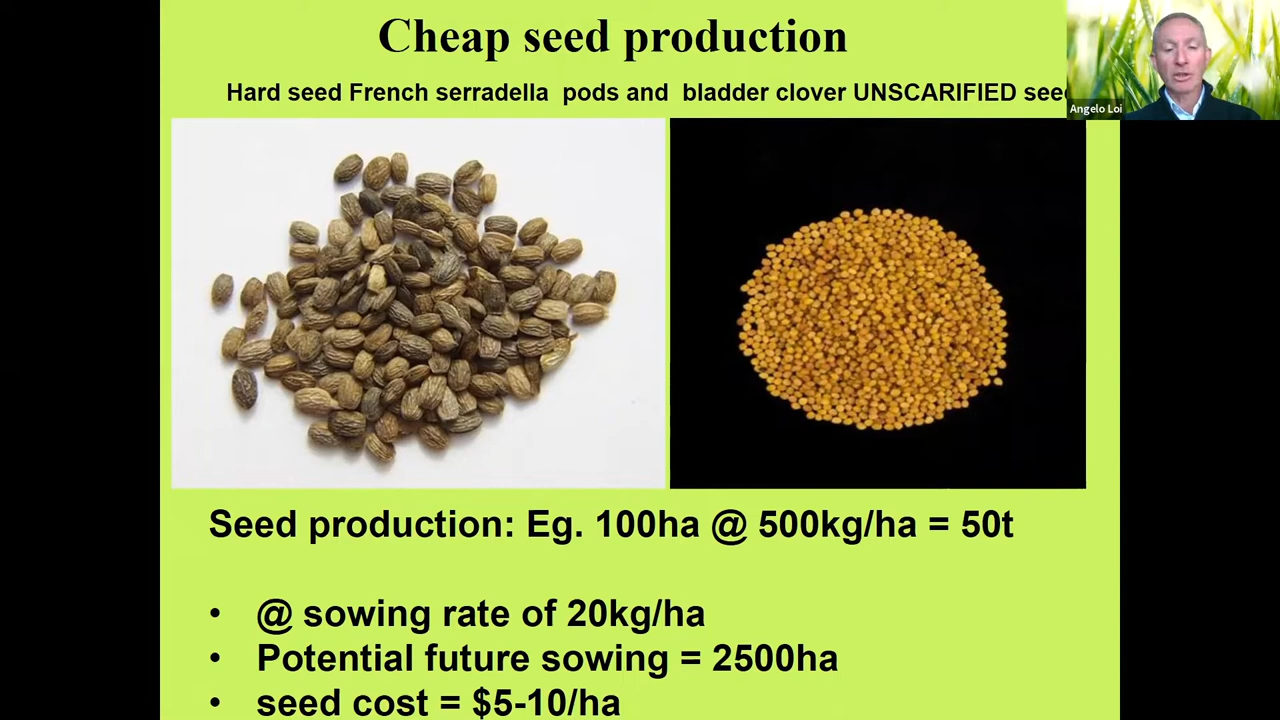 Cheap seed production
Hard seed French serradella pods and bladder clover UNSCARIFIED
Angelo Loi
Seed production: Eg. 100ha @ 500kg/ha = 50t
• @ sowing rate of 20kg/ha
• Potential future sowing = 2500ha
• seed cost = $5-10/ha